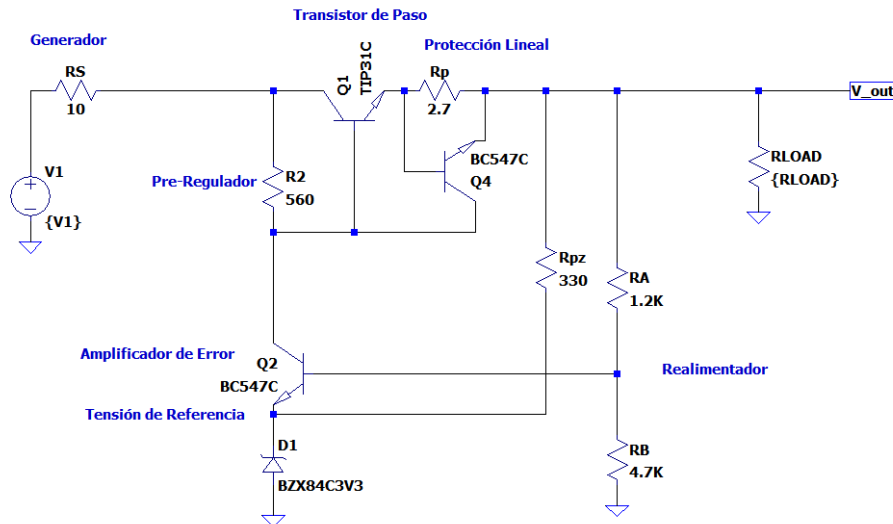 Transistor de Paso
Generador
Protección Lineal
RS
10
Q1
TIP31C
Rp
2.7
V_out
V1
{V1}
Pre-Regulador
R2
560
BC547C
Q4
RLOAD
{RLOAD}
Rpz
330
RA
1.2K
Amplificador de Error
Q2
BC547C
Realimentador
Tensión de Referencia
D1
BZX84C3V3
RB
4.7K